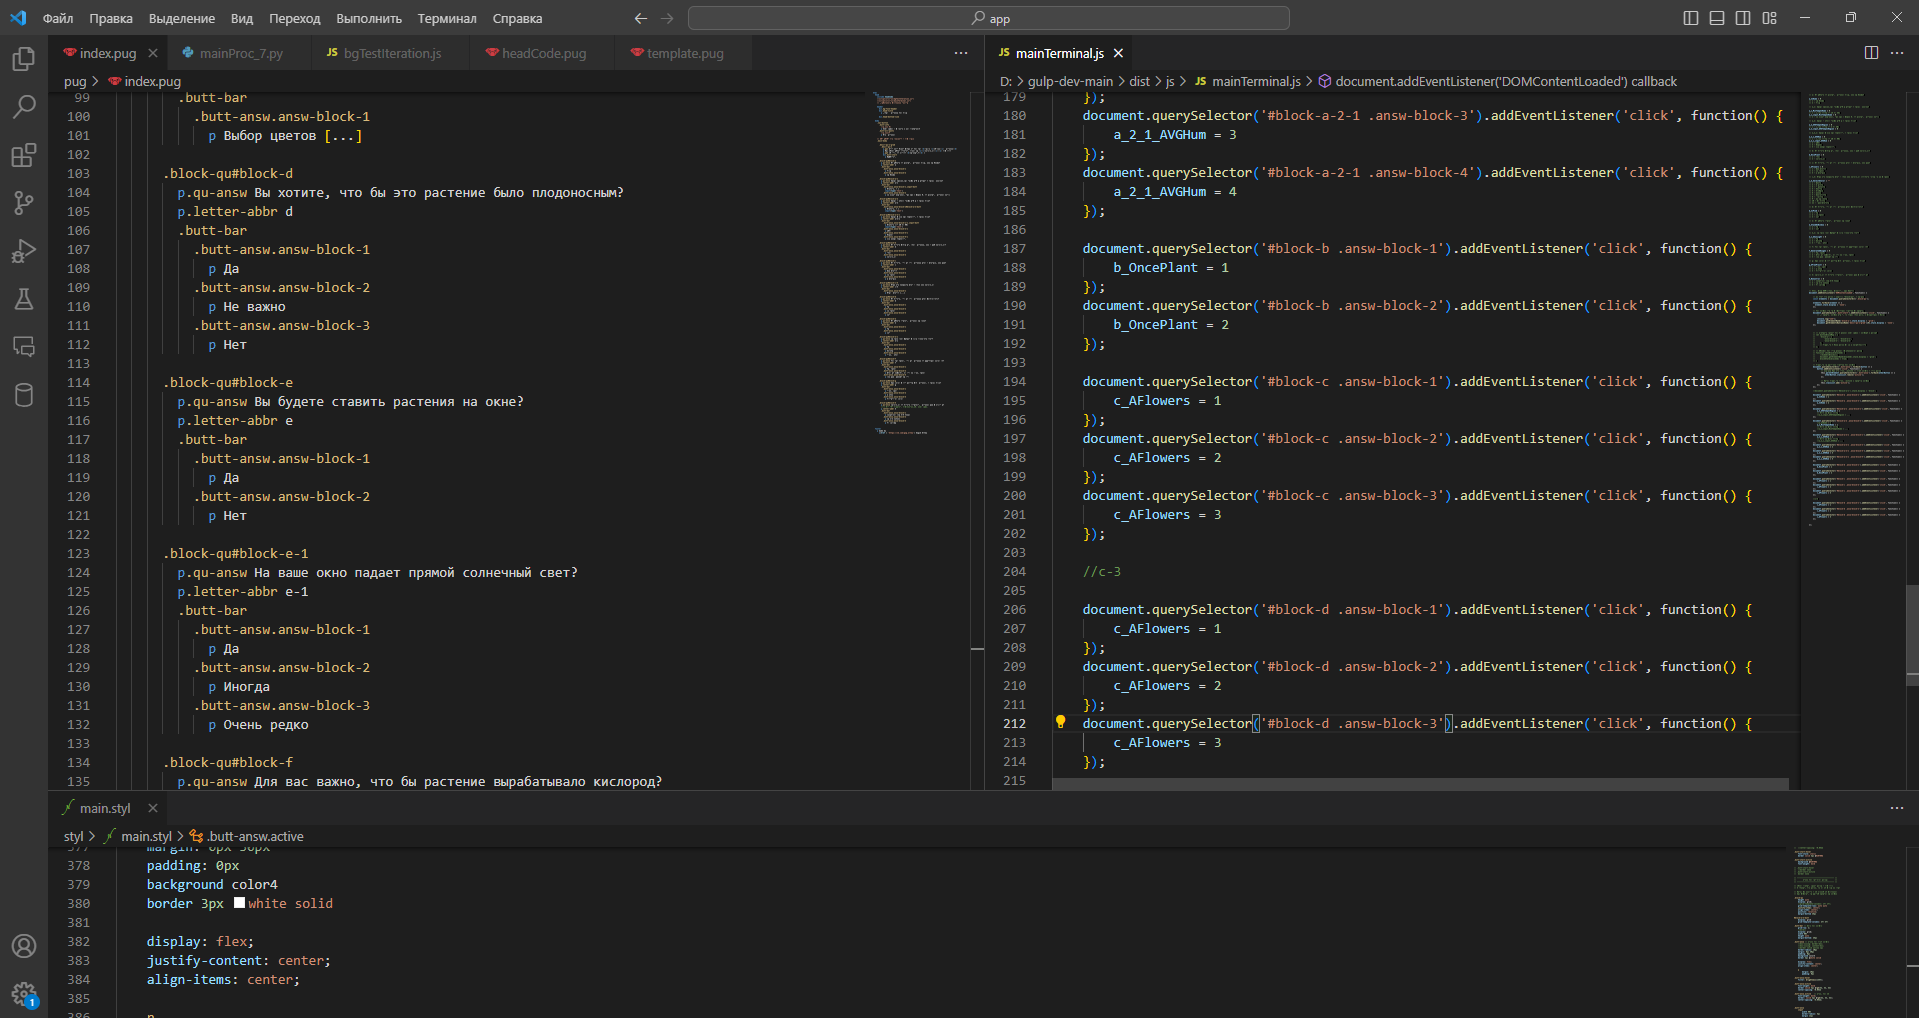 Файл Правка Выделение Вид Переход Выполнить Терминал Справка
app
index.pug
mainProc_7.py
bgTestIteration.js
headCode.pug
template.pug
pug > index.pug
99 .butt-bar
100 .butt-answ.answ-block-1
101 p Выбор цветов [...]
102
103 .block-qu#block-d
104 p.qu-answ Вы хотите, что бы это растение было плодоносным?
105 p.letter-abbr d
106 .butt-bar
107 .butt-answ.answ-block-1
108 p Да
109 .butt-answ.answ-block-2
110 p Не важно
111 .butt-answ.answ-block-3
112 p Нет
113
114 .block-qu#block-e
115 p.qu-answ Вы будете ставить растения на окне?
116 p.letter-abbr e
117 .butt-bar
118 .butt-answ.answ-block-1
119 p Да
120 .butt-answ.answ-block-2
121 p Нет
122
123 .block-qu#block-e-1
124 p.qu-answ На ваше окно падает прямой солнечный свет?
125 p.letter-abbr e-1
126 .butt-bar
127 .butt-answ.answ-block-1
128 p Да
129 .butt-answ.answ-block-2
130 p Иногда
131 .butt-answ.answ-block-3
132 p Очень редко
133
134 .block-qu#block-f
135 p.qu-answ Для вас важно, что бы растение вырабатывало кислород?
JS mainTerminal.js
D: > gulp-dev-main > dist > js > JS mainTerminal.js > document.addEventListener('DOMContentLoaded') callback
179 });
180 document.querySelector('#block-a-2-1 .answ-block-3').addEventListener('click', function() {
181 a_2_1_AVGHum = 3
182 });
183 document.querySelector('#block-a-2-1 .answ-block-4').addEventListener('click', function() {
184 a_2_1_AVGHum = 4
185 });
186
187 document.querySelector('#block-b .answ-block-1').addEventListener('click', function() {
188 b_OncePlant = 1
189 });
190 document.querySelector('#block-b .answ-block-2').addEventListener('click', function() {
191 b_OncePlant = 2
192 });
193
194 document.querySelector('#block-c .answ-block-1').addEventListener('click', function() {
195 c_AFlowers = 1
196 });
197 document.querySelector('#block-c .answ-block-2').addEventListener('click', function() {
198 c_AFlowers = 2
199 });
200 document.querySelector('#block-c .answ-block-3').addEventListener('click', function() {
201 c_AFlowers = 3
202 });
203
204 //c-3
205
206 document.querySelector('#block-d .answ-block-1').addEventListener('click', function() {
207 c_AFlowers = 1
208 });
209 document.querySelector('#block-d .answ-block-2').addEventListener('click', function() {
210 c_AFlowers = 2
211 });
212 document.querySelector('#block-d .answ-block-3').addEventListener('click', function() {
213 c_AFlowers = 3
214 });
215
main.styl
styl > main.styl > .butt-answ.active
377 margin: 0px 30px
378 padding: 0px
379 background color4
380 border 3px white solid
381
382 display: flex;
383 justify-content: center;
384 align-items: center;
385
386 p
1